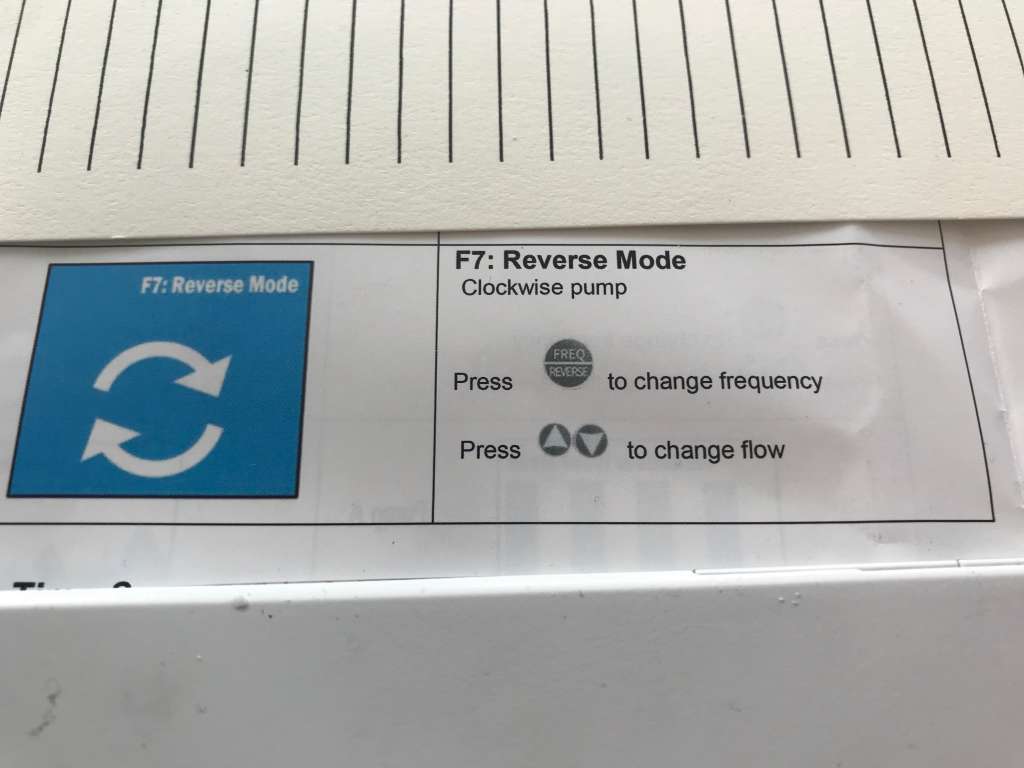 F7: Reverse Mode
F7: Reverse Mode
Clockwise pump
FREQ
REVERSE
Press to change frequency
Press to change flow